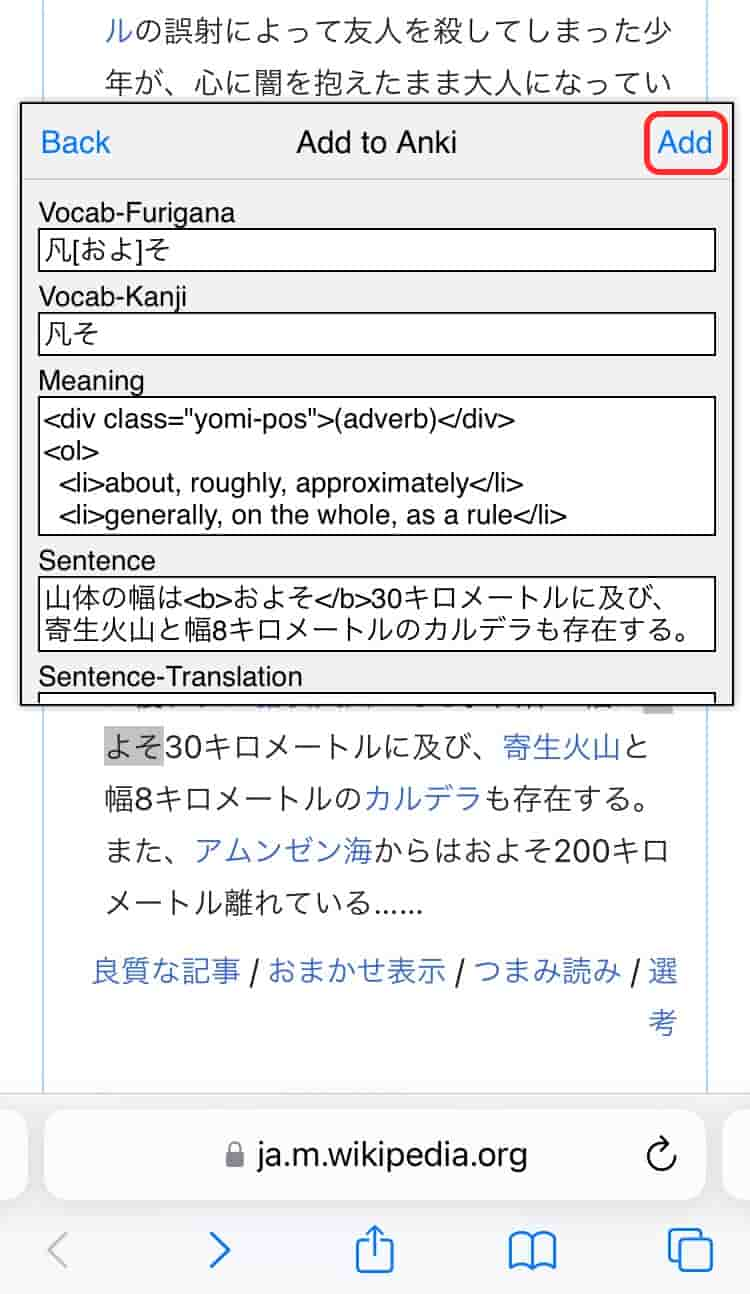 ルの誤射によって友人を殺してしまった少
年が、心に闇を抱えたまま大人になってい
Back Add to Anki Add
Vocab-Furigana
凡[およ]そ
Vocab-Kanji
凡そ
Meaning
<div class="yomi-pos">(adverb)</div>
<ol>
<li>about, roughly, approximately</li>
<li>generally, on the whole, as a rule</li>
Sentence
山体の幅は<b>およそ</b>30キロメートルに及び、
寄生火山と幅8キロメートルのカルデラも存在する。
Sentence-Translation
よそ30キロメートルに及び、寄生火山と
幅8キロメートルのカルデラも存在する。
また、アムンゼン海からはおよそ200キロ
メートル離れている……
良質な記事 / おまかせ表示 / つまみ読み / 選
考
ja.m.wikipedia.org